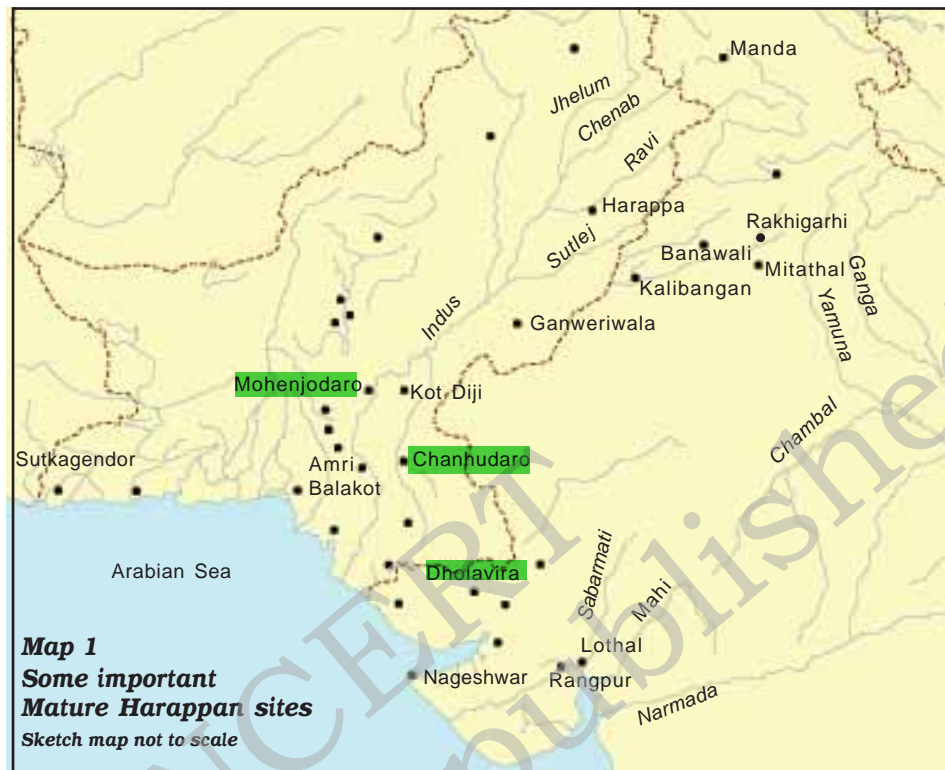 Manda
Jhelum
Chenab
Ravi
Harappa
Rakhigarhi
Sutlej
Banawali
Mitathal
Ganga
Kalibangan
Yamuna
Indus
Ganweriwala
Mohenjodaro
Kot Diji
Chambal
Sutkagendor
Amri
Chanhudaro
Balakot
Arabian Sea
Dholavira
Sabarmati
Mahi
Lothal
Nageshwar
Rangpur
Narmada
Map 1
Some important
Mature Harappan sites
Sketch map not to scale
NCERT
publishe